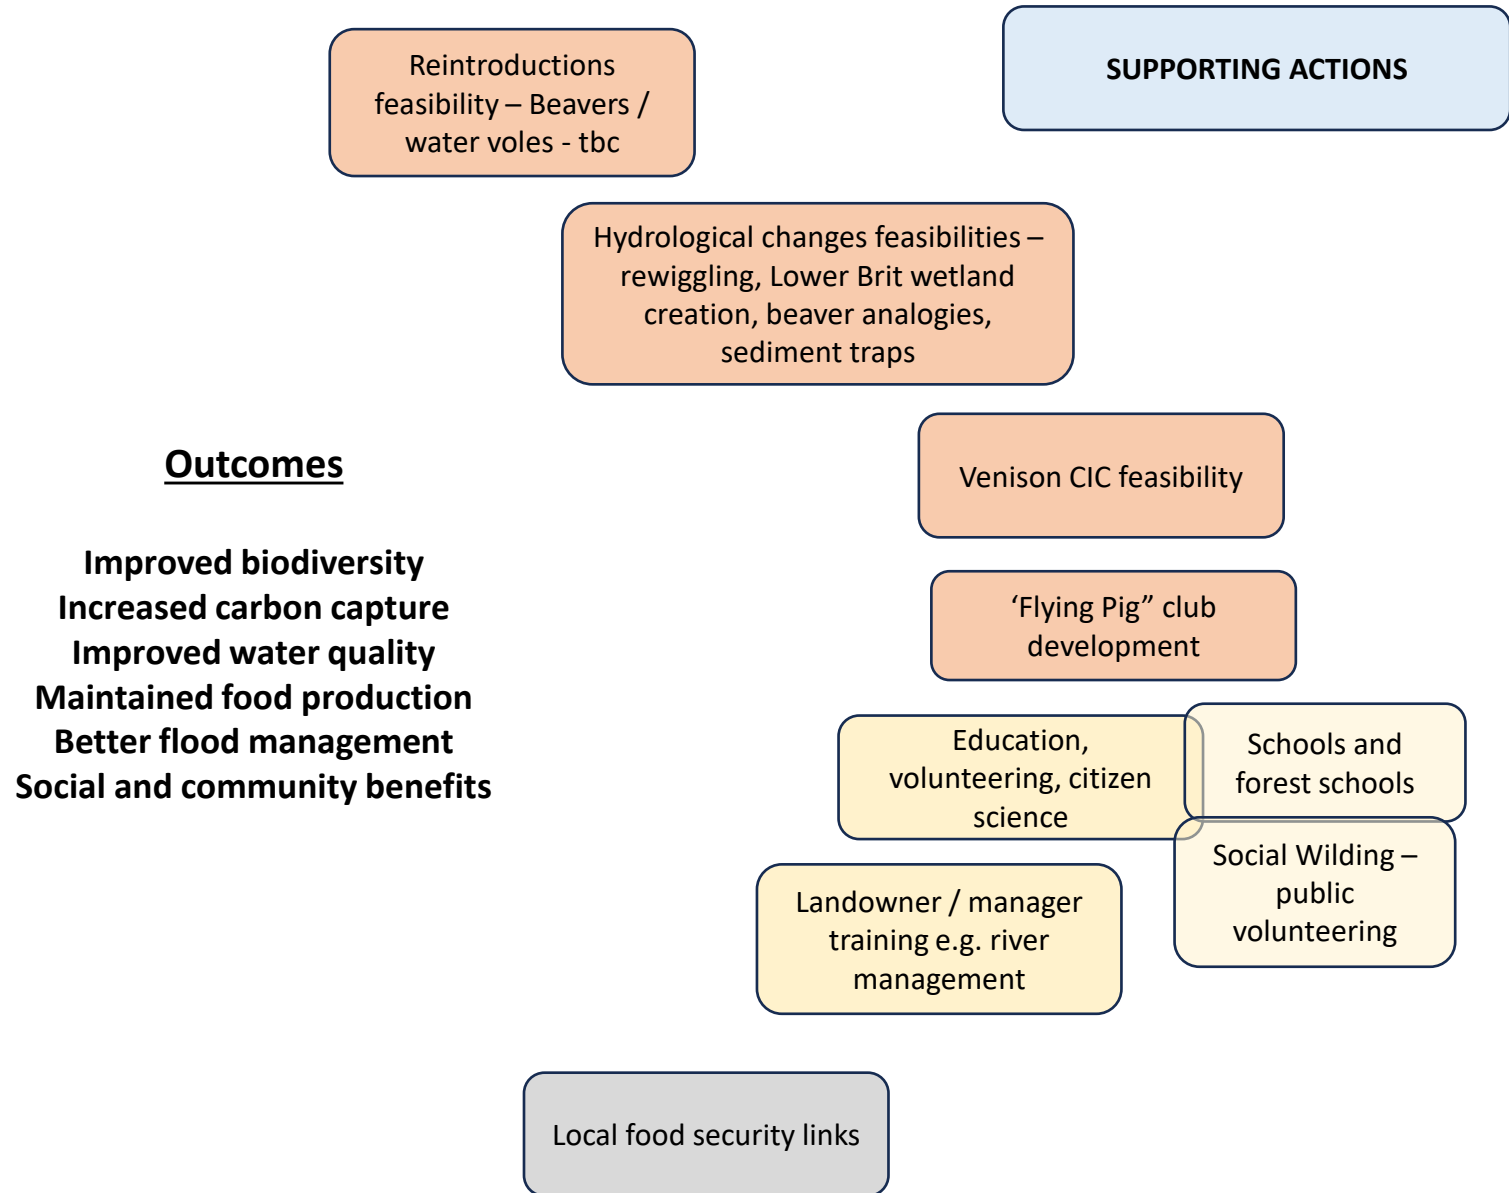 Reintroductions
feasibility – Beavers /
water voles - tbc
SUPPORTING ACTIONS
Hydrological changes feasibilities –
rewiggling, Lower Brit wetland
creation, beaver analogies,
sediment traps
Venison CIC feasibility
Outcomes
Improved biodiversity
Increased carbon capture
Improved water quality
Maintained food production
Better flood management
Social and community benefits
‘Flying Pig” club
development
Education,
volunteering, citizen
science
Schools and
forest schools
Social Wilding –
public
volunteering
Landowner / manager
training e.g. river
management
Local food security links